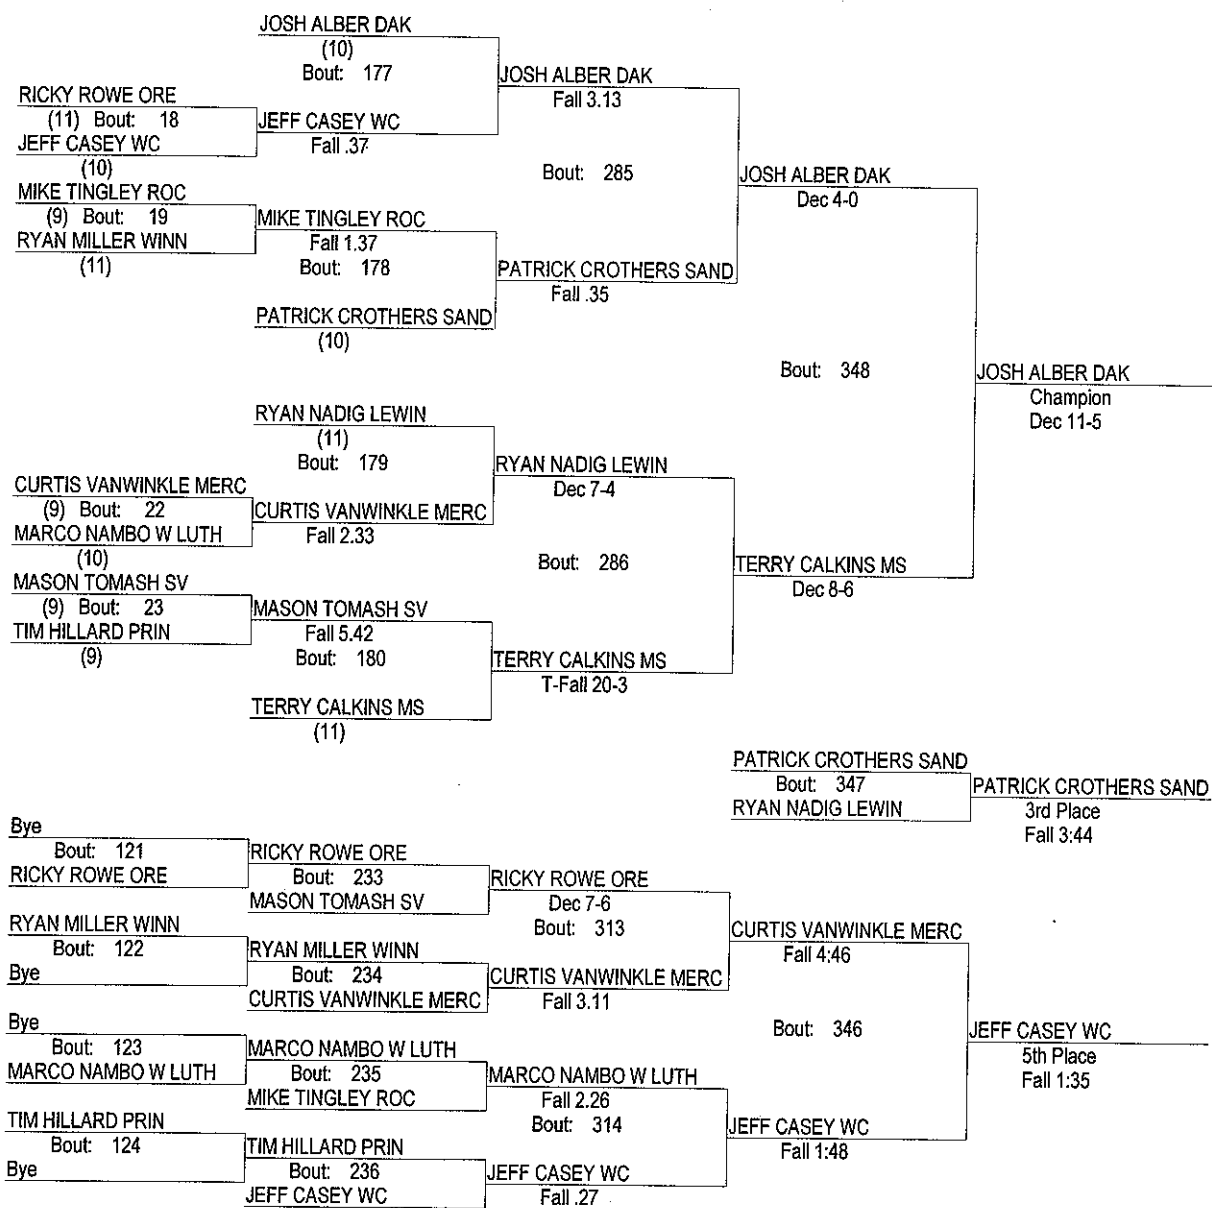 JOSH ALBER DAK
(10)
Bout: 177
JOSH ALBER DAK
Fall 3.13
RICKY ROWE ORE
(11) Bout: 18
JEFF CASEY WC
Fall .37
JEFF CASEY WC
(10)
Bout: 285
JOSH ALBER DAK
Dec 4-0
MIKE TINGLEY ROC
(9) Bout: 19
MIKE TINGLEY ROC
Fall 1.37
RYAN MILLER WINN
(11)
Bout: 178
PATRICK CROTHERS SAND
Fall .35
PATRICK CROTHERS SAND
(10)
Bout: 348
JOSH ALBER DAK
Champion
Dec 11-5
RYAN NADIG LEWIN
(11)
Bout: 179
RYAN NADIG LEWIN
Dec 7-4
CURTIS VANWINKLE MERC
(9) Bout: 22
CURTIS VANWINKLE MERC
Fall 2.33
MARCO NAMBO W LUTH
(10)
Bout: 286
TERRY CALKINS MS
Dec 8-6
MASON TOMASH SV
(9) Bout: 23
MASON TOMASH SV
Fall 5.42
TIM HILLARD PRIN
(9)
Bout: 180
TERRY CALKINS MS
T-Fall 20-3
TERRY CALKINS MS
(11)
PATRICK CROTHERS SAND
Bout: 347
PATRICK CROTHERS SAND
RYAN NADIG LEWIN
3rd Place
Fall 3:44
Bye
Bout: 121
RICKY ROWE ORE
RICKY ROWE ORE
Bout: 233
RICKY ROWE ORE
MASON TOMASH SV
Dec 7-6
Bout: 313
RYAN MILLER WINN
Bout: 122
RYAN MILLER WINN
Bye
Bout: 234
CURTIS VANWINKLE MERC
CURTIS VANWINKLE MERC
Fall 3.11
CURTIS VANWINKLE MERC
Fall 4:46
Bout: 346
JEFF CASEY WC
5th Place
Fall 1:35
Bye
Bout: 123
MARCO NAMBO W LUTH
MARCO NAMBO W LUTH
Bout: 235
MARCO NAMBO W LUTH
MIKE TINGLEY ROC
Fall 2.26
Bout: 314
JEFF CASEY WC
Fall 1:48
TIM HILLARD PRIN
Bout: 124
TIM HILLARD PRIN
Bye
Bout: 236
JEFF CASEY WC
JEFF CASEY WC
Fall .27